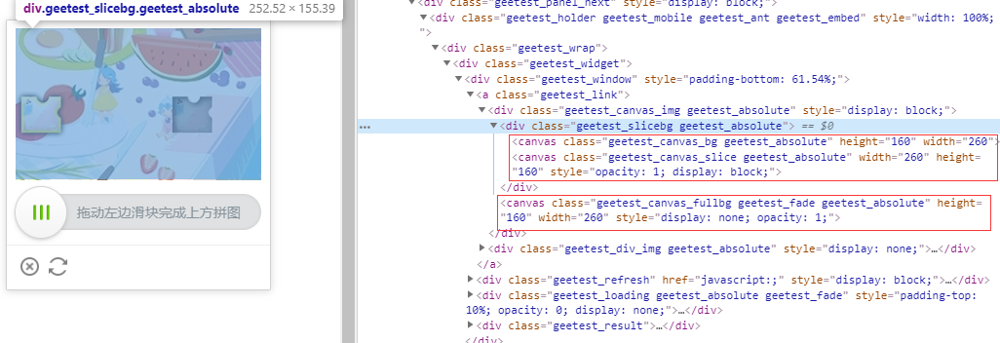 div.geetest_slicebg.geetest_absolute 252.52 × 155.39
拖动左边滑块完成上方拼图
<div class="geetest_panel_next" style="display: block;">
▼<div class="geetest_holder geetest_mobile geetest_ant geetest_embed" style="width: 100%;
">
▼<div class="geetest_wrap">
▼<div class="geetest_widget">
▼<div class="geetest_window" style="padding-bottom: 61.54%;">
▼<a class="geetest_link">
▼<div class="geetest_canvas_img geetest_absolute" style="display: block;">
… ▼<div class="geetest_slicebg geetest_absolute"> == $0
<canvas class="geetest_canvas_bg geetest_absolute" height="160" width="260">
<canvas class="geetest_canvas_slice geetest_absolute" width="260" height=
"160" style="opacity: 1; display: block;">
</div>
<canvas class="geetest_canvas_fullbg geetest_fade geetest_absolute" height=
"160" width="260" style="display: none; opacity: 1;">
</div>
▶<div class="geetest_div_img geetest_absolute" style="display: none;">…</div>
</a>
▶<div class="geetest_refresh" href="javascript:;" style="display: block;">…</div>
▶<div class="geetest_loading geetest_absolute geetest_fade" style="padding-top:
10%; opacity: 0; display: none;">…</div>
▶<div class="geetest_result">…</div>
</div>